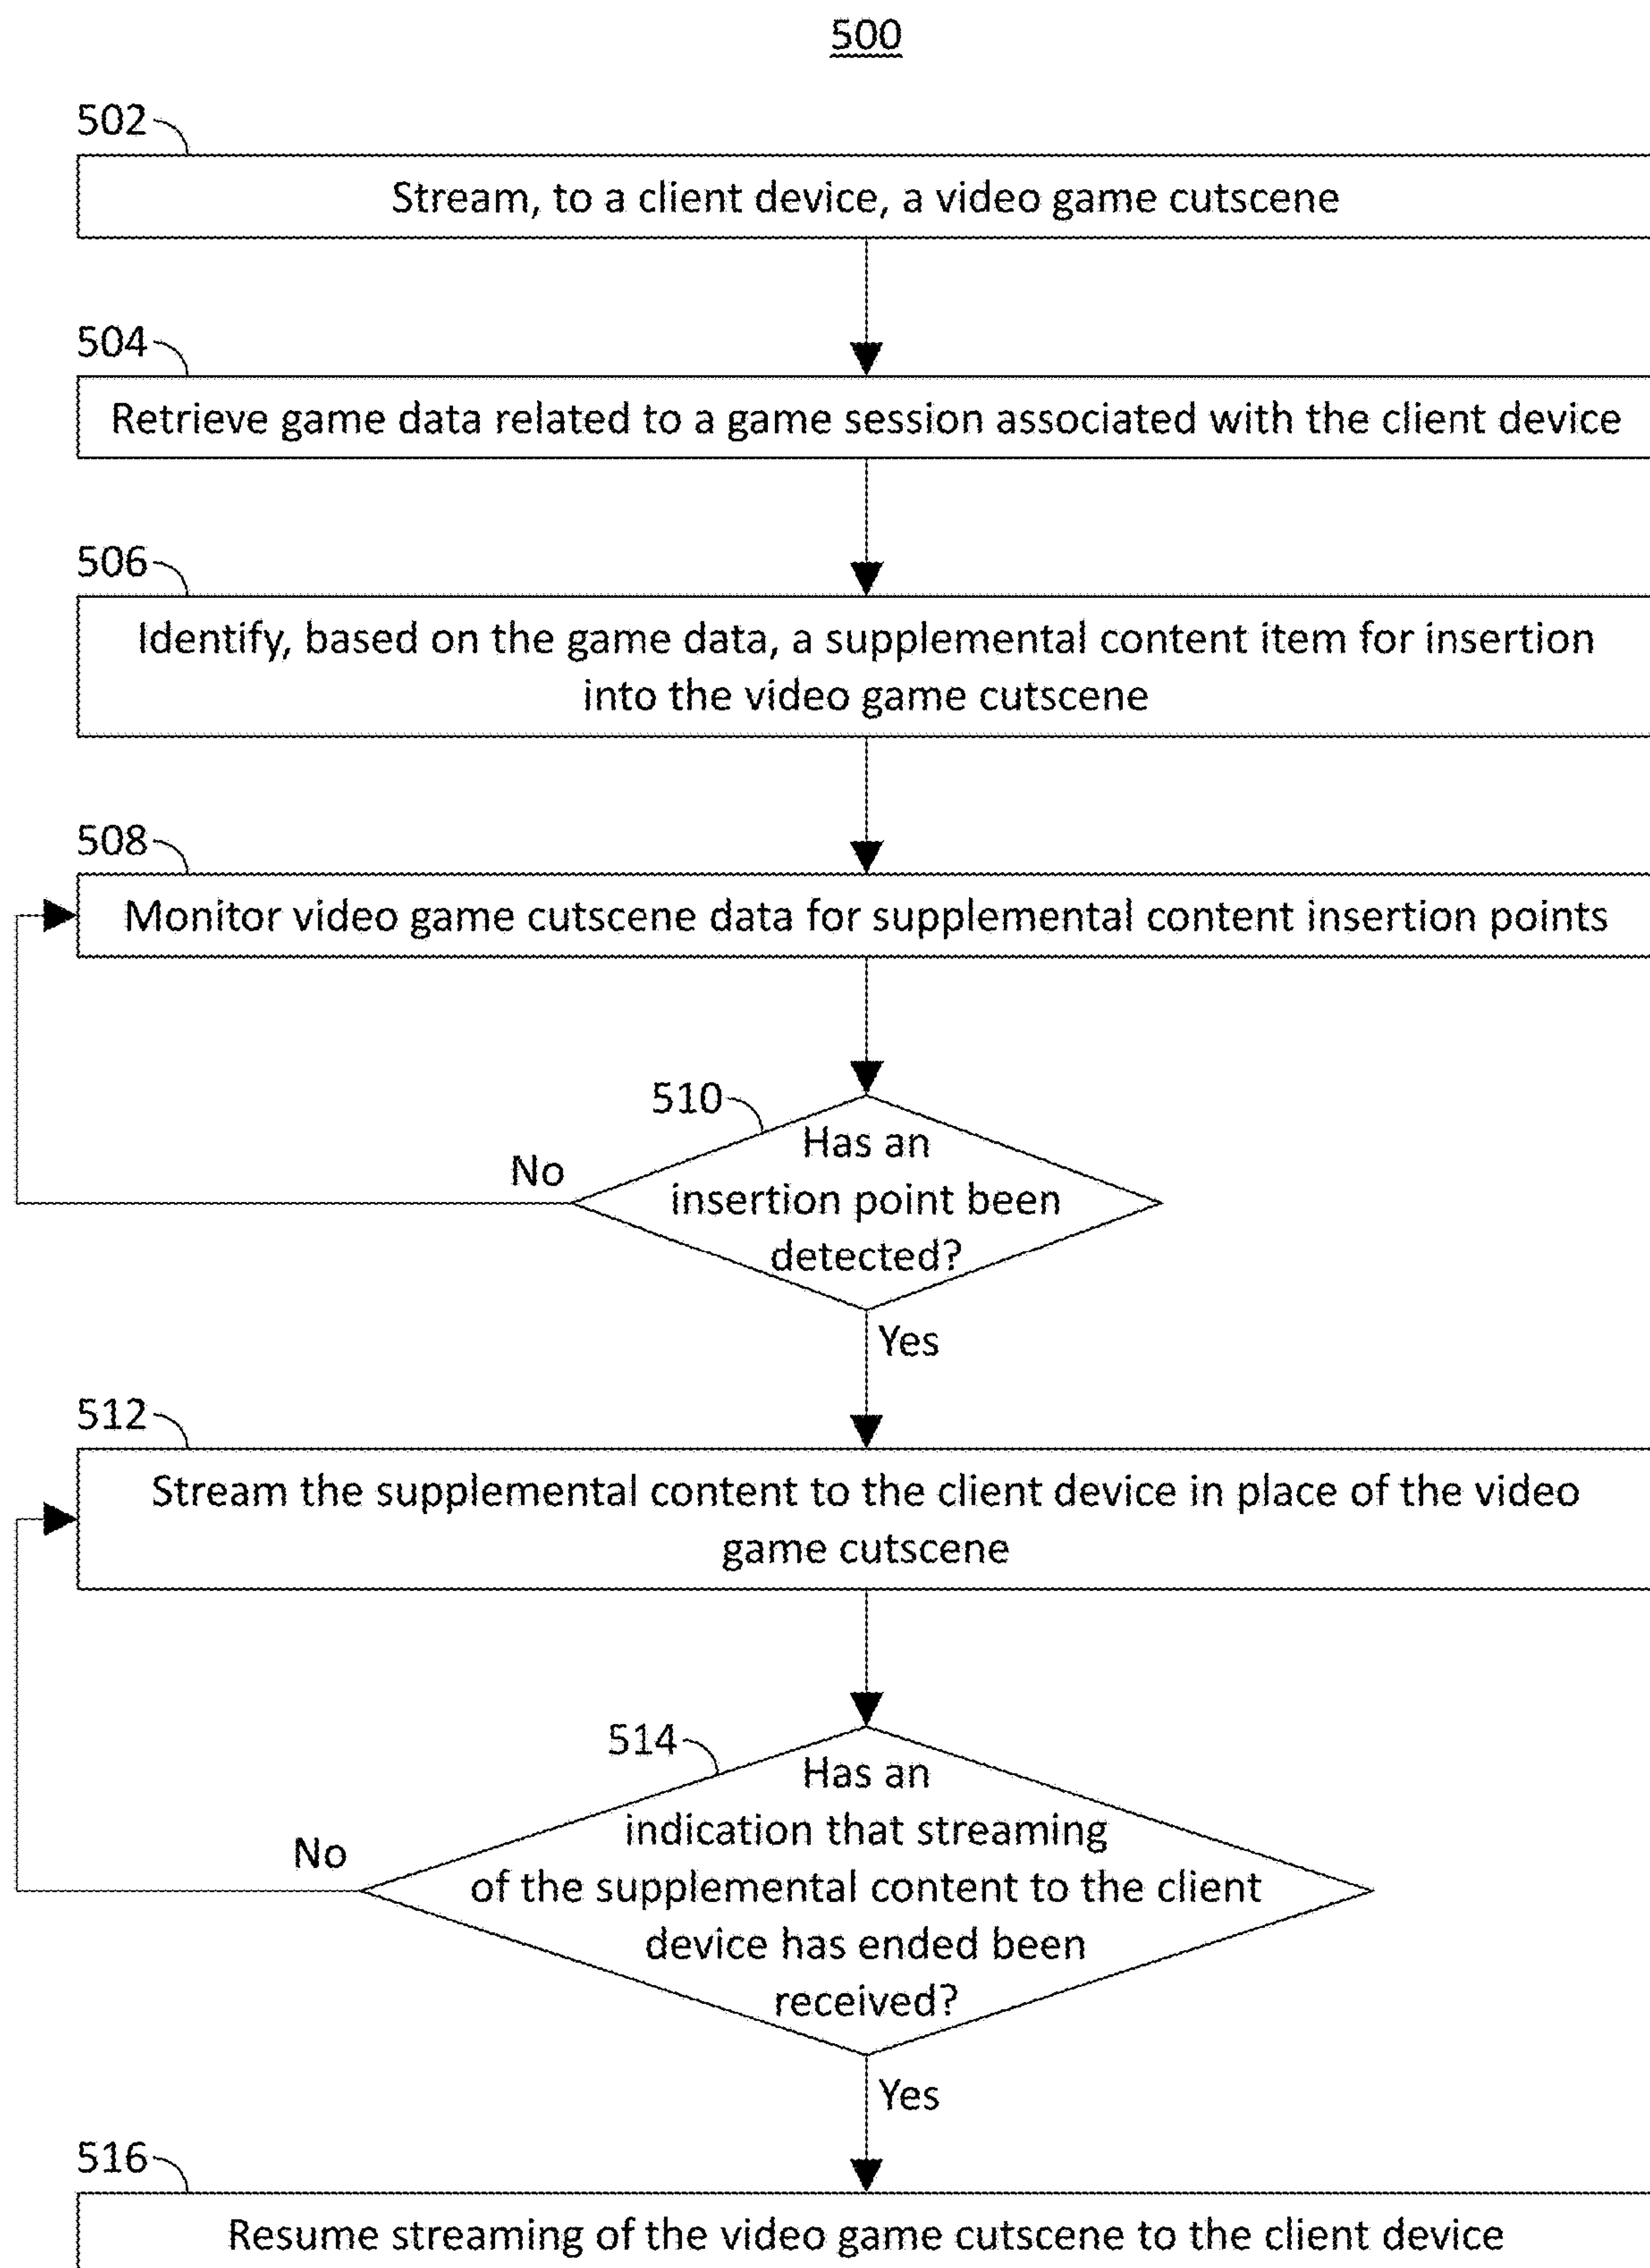 500
502
Stream, to a client device, a video game cutscene
504
Retrieve game data related to a game session associated with the client device
506
Identify, based on the game data, a supplemental content item for insertion
into the video game cutscene
508
Monitor video game cutscene data for supplemental content insertion points
510
Has an
insertion point been
detected?
No
Yes
512
Stream the supplemental content to the client device in place of the video
game cutscene
514
Has an
indication that streaming
of the supplemental content to the client
device has ended been
received?
No
Yes
516
Resume streaming of the video game cutscene to the client device